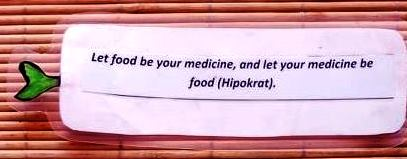 Let food be your medicine, and let your medicine be
food (Hipokrat).